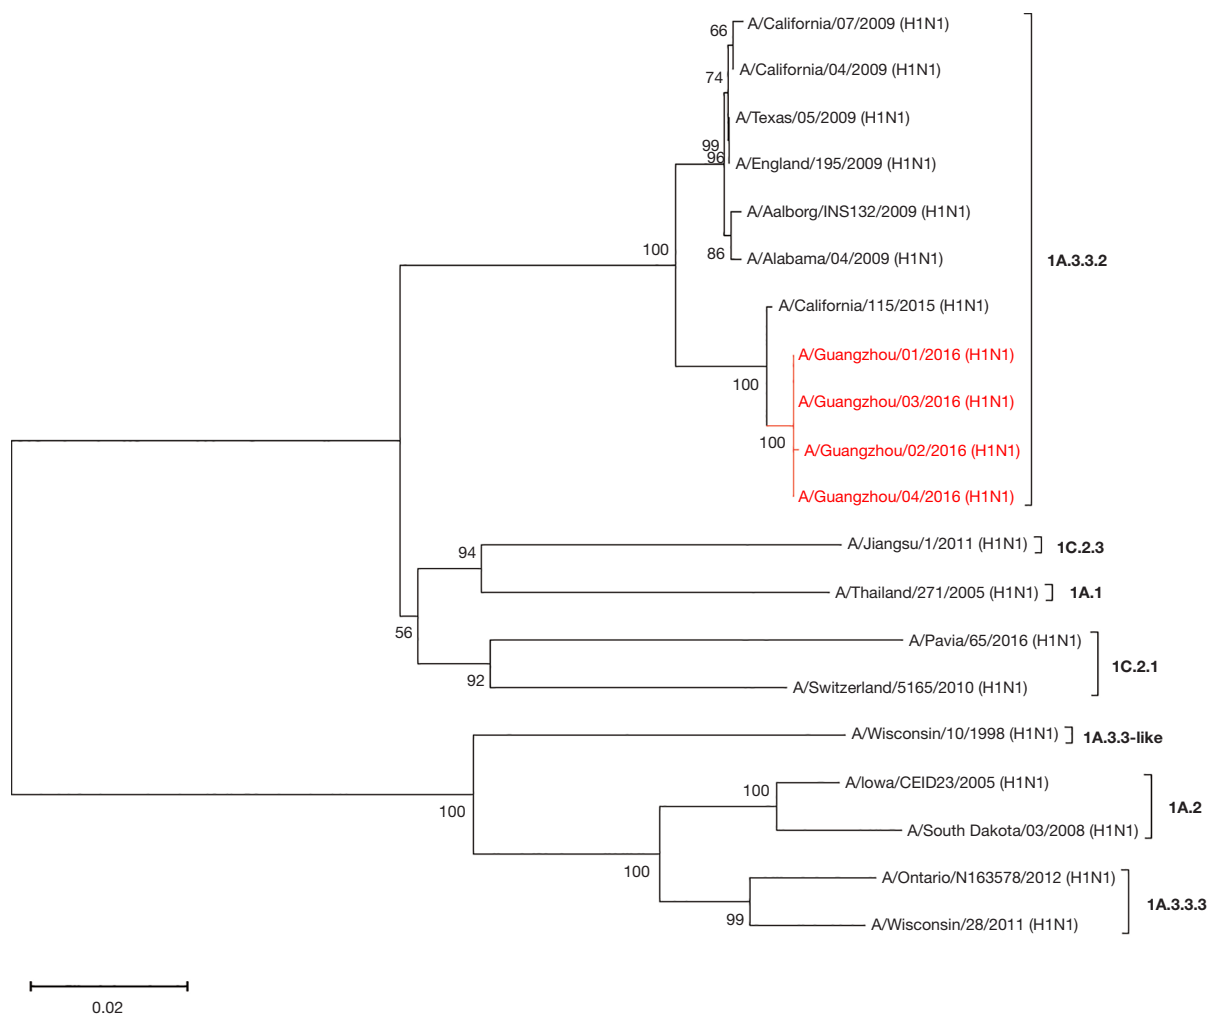 A/California/07/2009 (H1N1)
66
A/California/04/2009 (H1N1)
74
A/Texas/05/2009 (H1N1)
99
96
A/England/195/2009 (H1N1)
A/Aalborg/INS132/2009 (H1N1)
100
86
A/Alabama/04/2009 (H1N1)
1A.3.3.2
A/California/115/2015 (H1N1)
A/Guangzhou/01/2016 (H1N1)
100
A/Guangzhou/03/2016 (H1N1)
100
A/Guangzhou/02/2016 (H1N1)
A/Guangzhou/04/2016 (H1N1)
94
A/Jiangsu/1/2011 (H1N1)
1C.2.3
A/Thailand/271/2005 (H1N1)
1A.1
56
A/Pavia/65/2016 (H1N1)
1C.2.1
92
A/Switzerland/5165/2010 (H1N1)
A/Wisconsin/10/1998 (H1N1)
1A.3.3-like
100
100
A/Iowa/CEID23/2005 (H1N1)
1A.2
A/South Dakota/03/2008 (H1N1)
100
A/Ontario/N163578/2012 (H1N1)
1A.3.3.3
99
A/Wisconsin/28/2011 (H1N1)
0.02